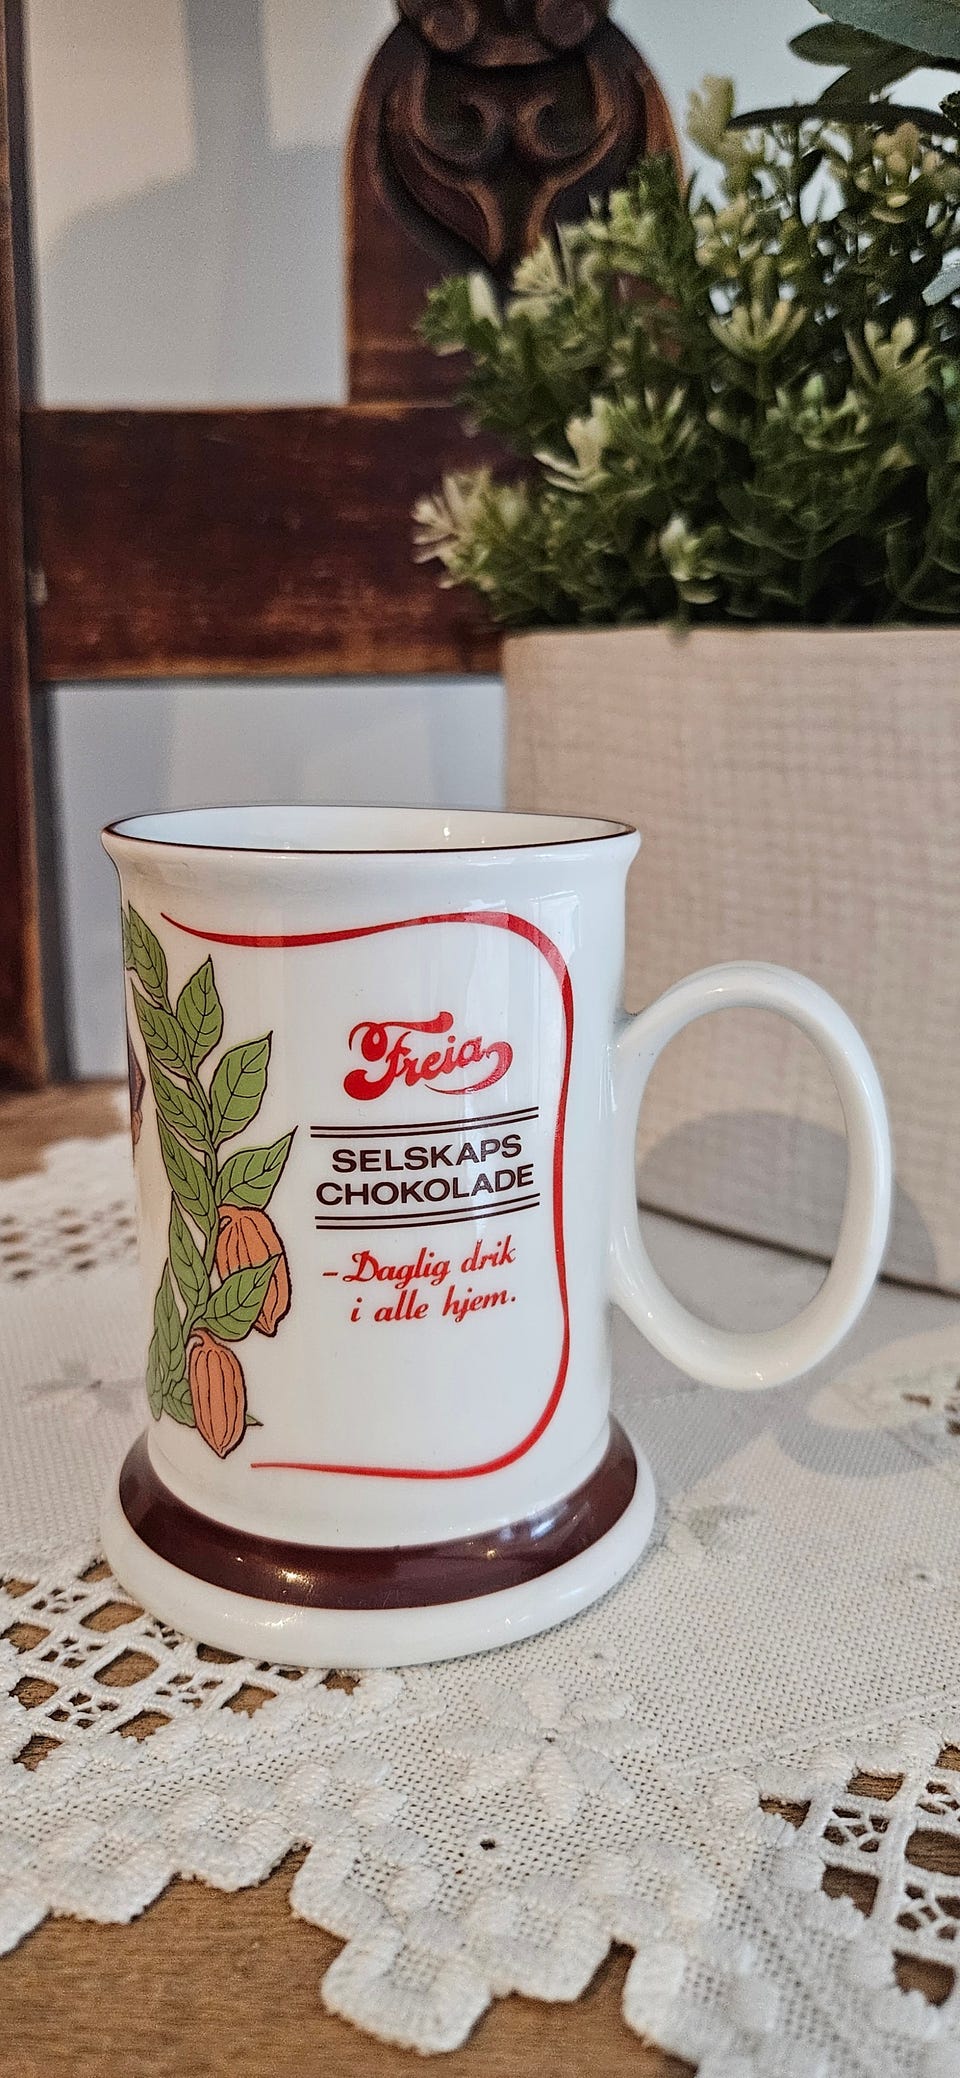 Freia
SELSKAPS
CHOKOLADE
- Daglig drik
i alle hjem.